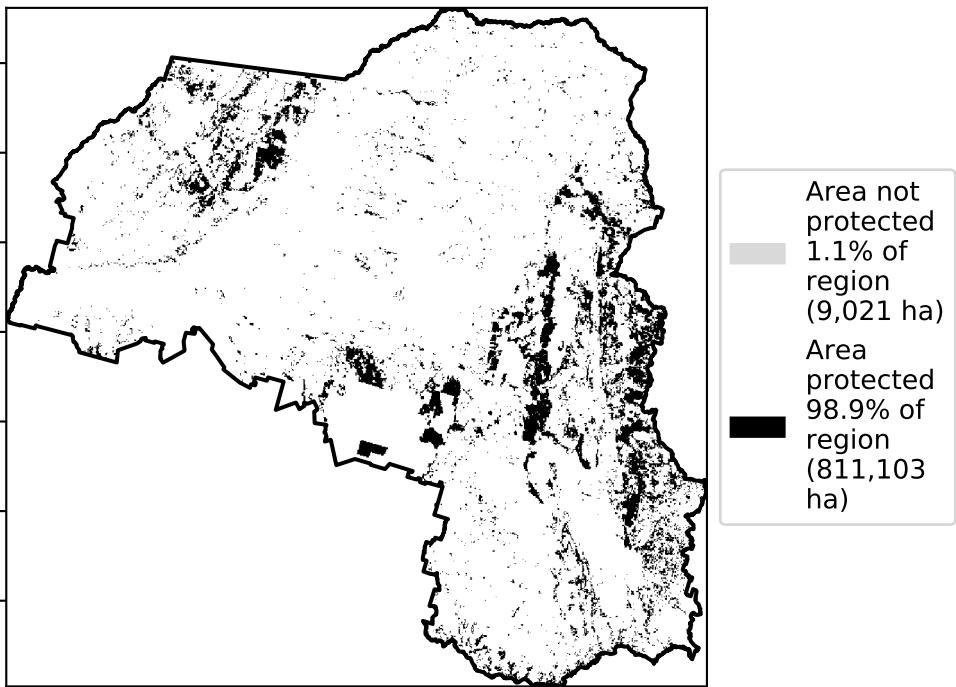 Area not
protected
1.1% of
region
(9,021 ha)
Area
protected
98.9% of
region
(811,103
ha)